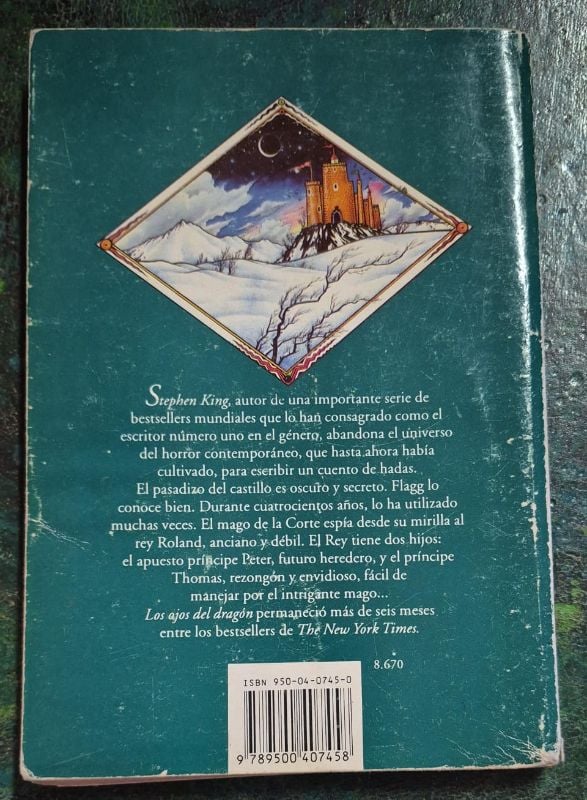 Stephen King, autor de una importante serie de
bestsellers mundiales que lo han consagrado como el
escritor número uno en el género, abandona el universo
del horror contemporáneo, que hasta ahora había
cultivado, para escribir un cuento de hadas.
El pasadizo del castillo es oscuro y secreto. Flagg lo
conoce bien. Durante cuatrocientos años, lo ha utilizado
muchas veces. El mago de la Corte espía desde su mirilla al
rey Roland, anciano y débil. El Rey tiene dos hijos:
el apuesto príncipe Peter, futuro heredero, y el príncipe
Thomas, rezongón y envidioso, fácil de
manejar por el intrigante mago...
Los ojos del dragón permaneció más de seis meses
entre los bestsellers de The New York Times.
8.670
ISBN 950-04-0745-0
9 789500 407458